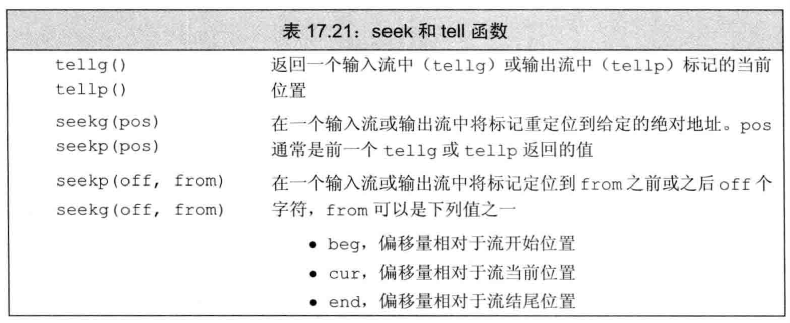 表 17.21：seek 和 tell 函数
tellg() 返回一个输入流中（tellg）或输出流中（tellp）标记的当前
tellp() 位置
seekg(pos) 在一个输入流或输出流中将标记重定位到给定的绝对地址。pos
seekp(pos) 通常是前一个 tellg 或 tellp 返回的值
seekp(off, from) 在一个输入流或输出流中将标记定位到 from 之前或之后 off 个
seekg(off, from) 字符，from 可以是下列值之一
• beg，偏移量相对于流开始位置
• cur，偏移量相对于流当前位置
• end，偏移量相对于流结尾位置